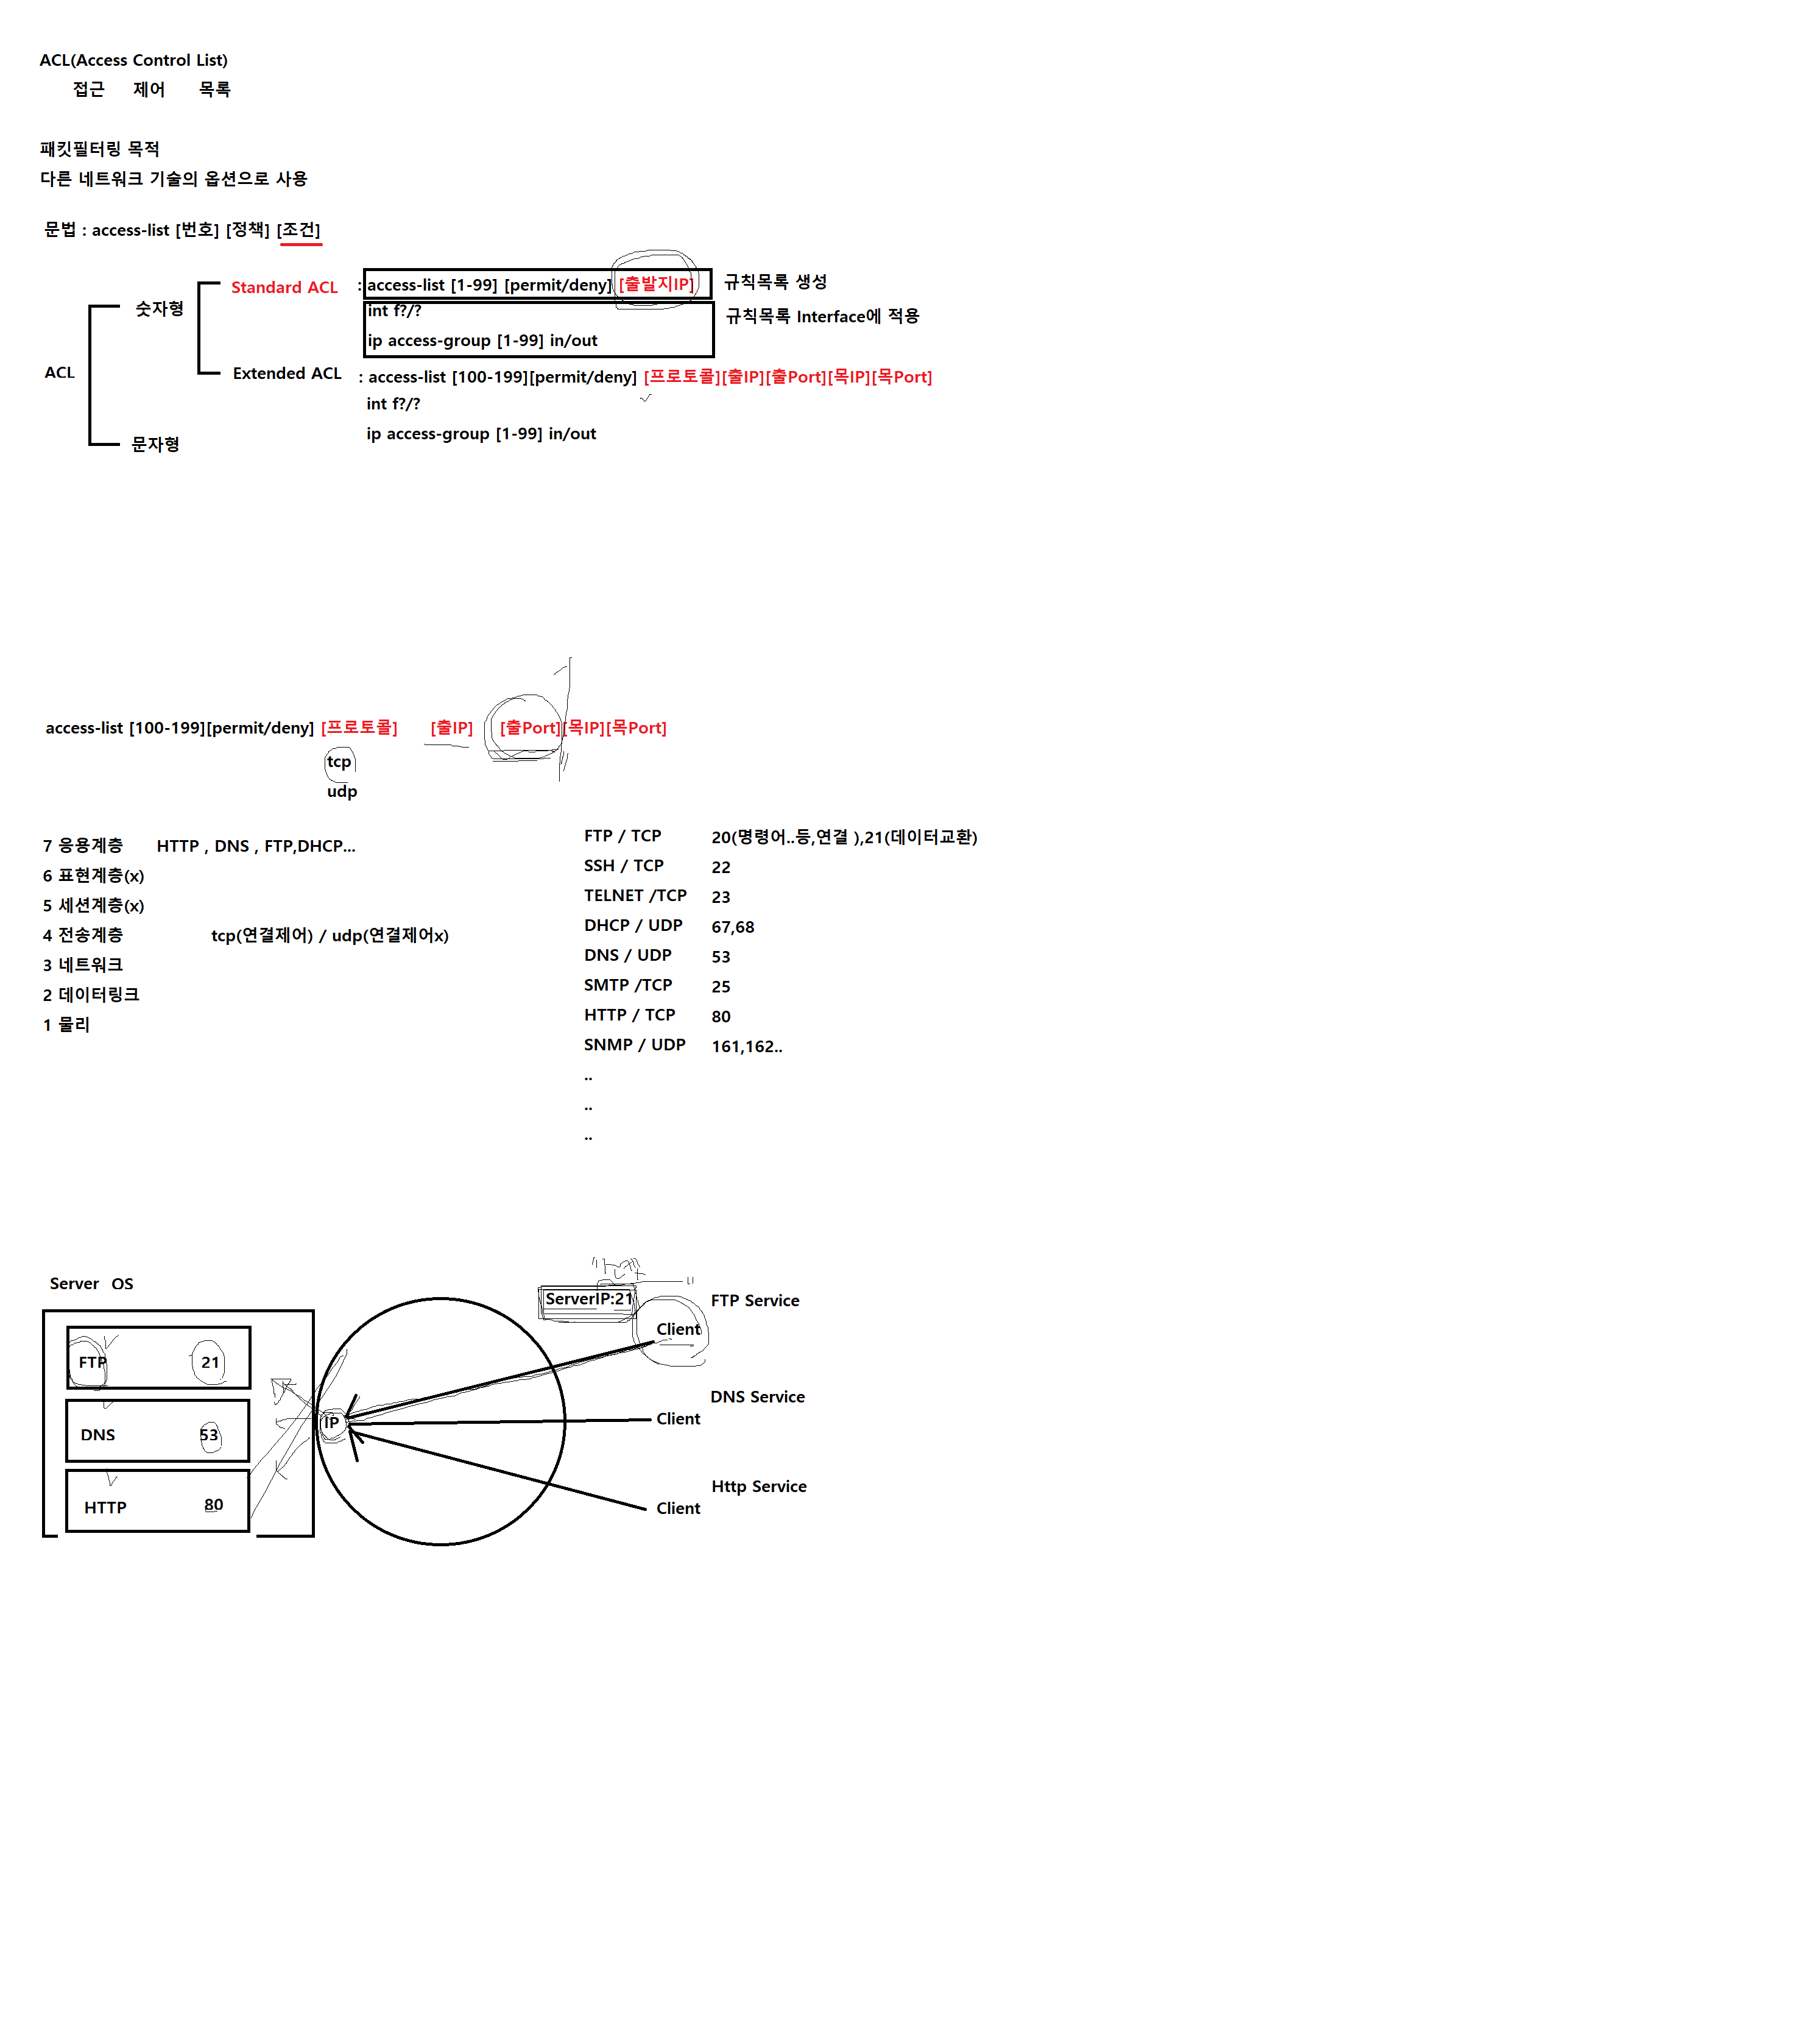 ACL(Access Control List)
접근 제어 목록
패킷필터링 목적
다른 네트워크 기술의 옵션으로 사용
문법 : access-list [번호] [정책] [조건]
Standard ACL : access-list [1-99] [permit/deny] [출발지IP] 규칙목록 생성
숫자형 int f?/? 규칙목록 Interface에 적용
ip access-group [1-99] in/out
ACL Extended ACL : access-list [100-199][permit/deny] [프로토콜][출IP][출Port][목IP][목Port]
int f?/?
문자형 ip access-group [1-99] in/out
access-list [100-199][permit/deny] [프로토콜] [출IP] [출Port][목IP][목Port]
tcp
udp
7 응용계층 HTTP , DNS , FTP,DHCP...
6 표현계층(x)
5 세션계층(x)
4 전송계층 tcp(연결제어) / udp(연결제어x)
3 네트워크
2 데이터링크
1 물리
FTP / TCP 20(명령어..등,연결 ),21(데이터교환)
SSH / TCP 22
TELNET /TCP 23
DHCP / UDP 67,68
DNS / UDP 53
SMTP /TCP 25
HTTP / TCP 80
SNMP / UDP 161,162..
..
..
..
Server OS
ServerIP:21 FTP Service
Client
FTP 21
DNS Service
IP Client
DNS 53
Http Service
HTTP 80 Client